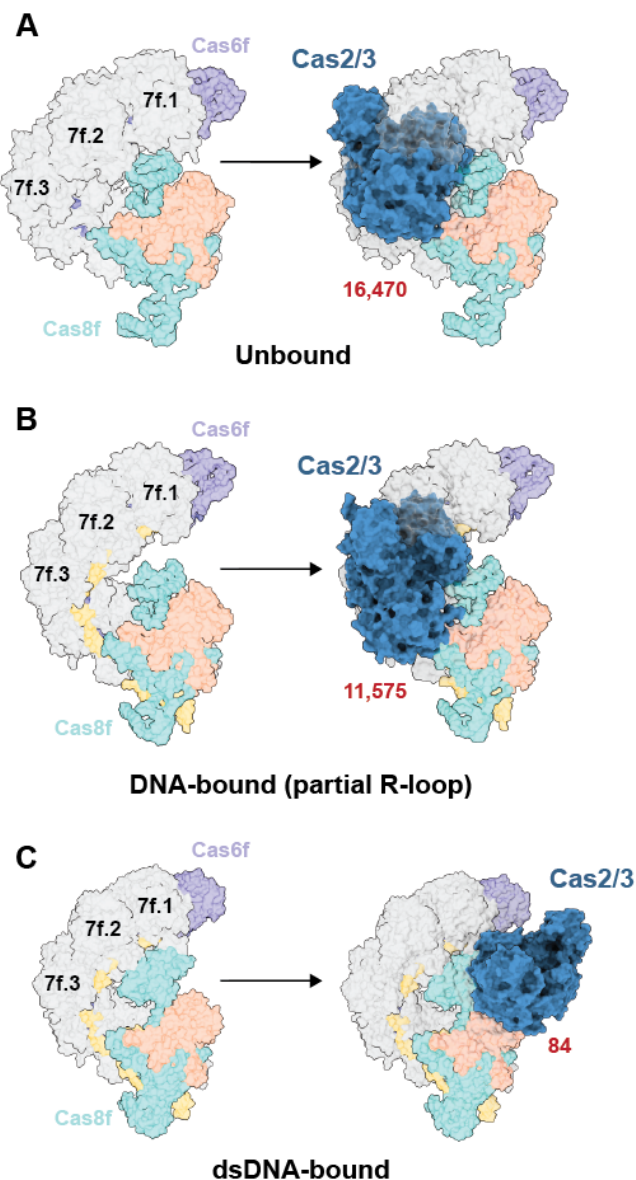 A
Cas6f
Cas2/3
7f.1
7f.2
7f.3
16,470
Cas8f
Unbound
B
Cas6f
Cas2/3
7f.1
7f.2
7f.3
11,575
Cas8f
DNA-bound (partial R-loop)
C
Cas6f
Cas2/3
7f.1
7f.2
7f.3
84
Cas8f
dsDNA-bound